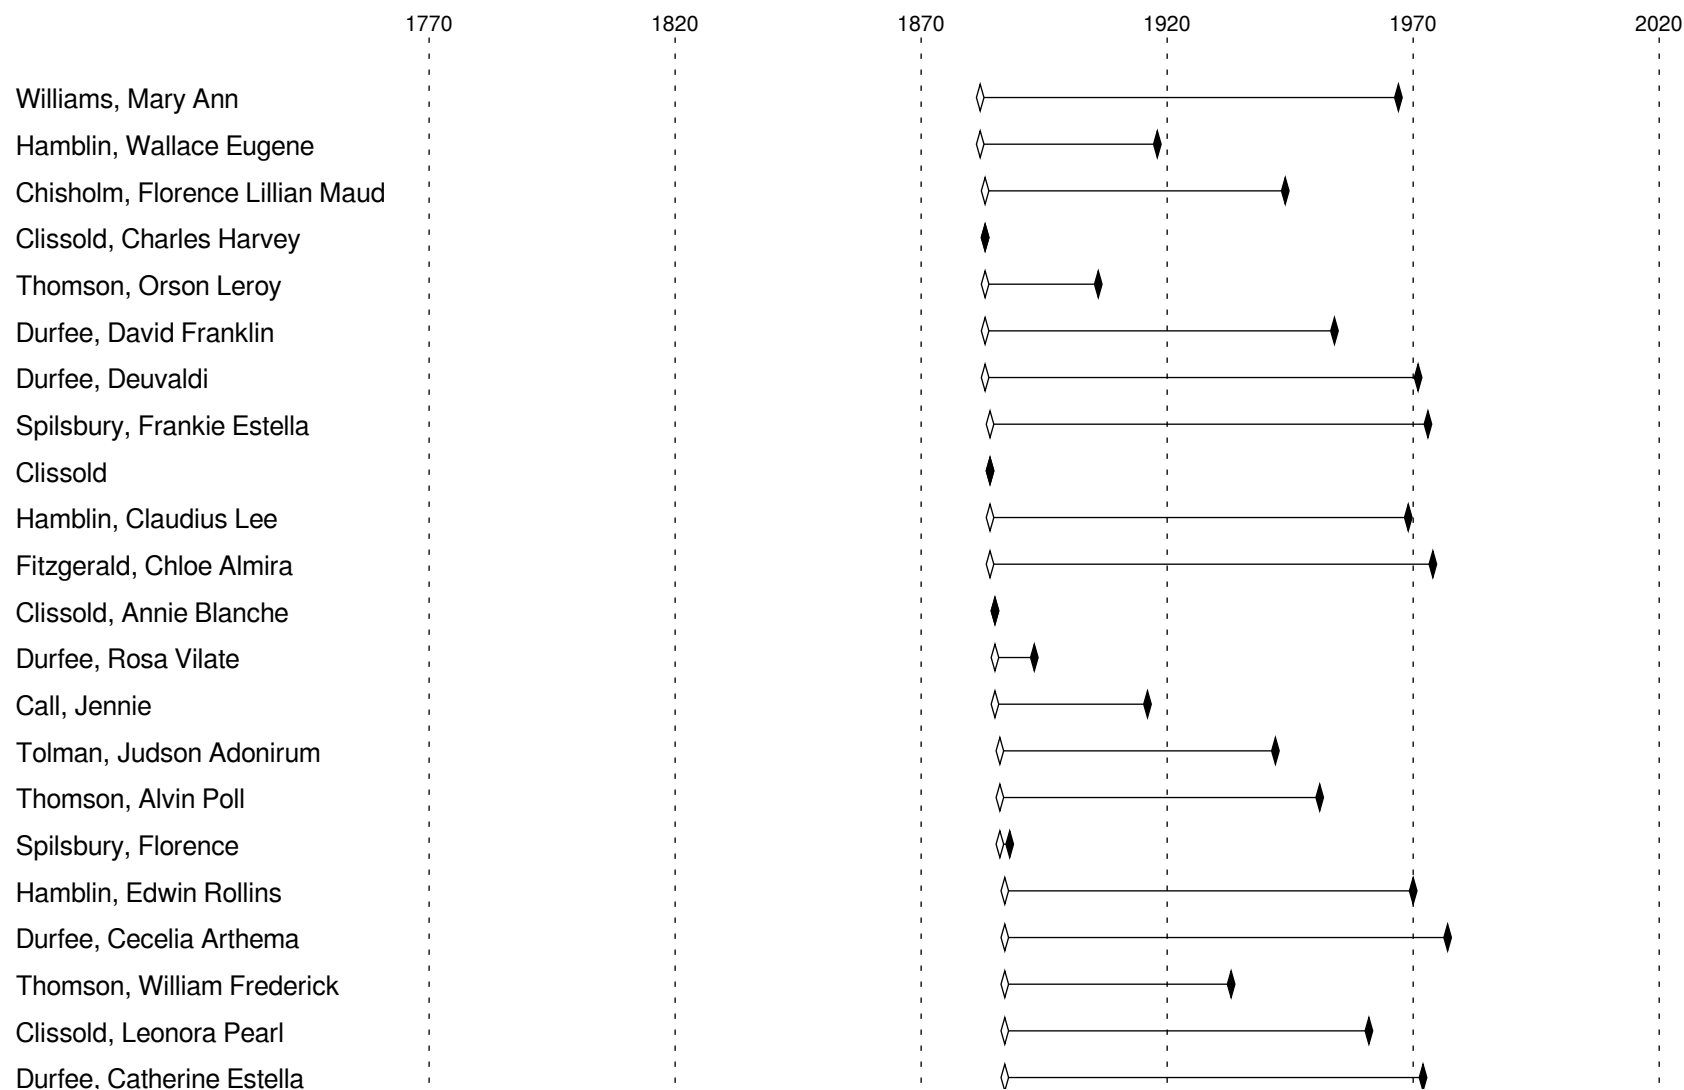 1770 1820 1870 1920 1970 2020
Williams, Mary Ann
Hamblin, Wallace Eugene
Chisholm, Florence Lillian Maud
Clissold, Charles Harvey
Thomson, Orson Leroy
Durfee, David Franklin
Durfee, Deuvaldi
Spilsbury, Frankie Estella
Clissold
Hamblin, Claudius Lee
Fitzgerald, Chloe Almira
Clissold, Annie Blanche
Durfee, Rosa Vilate
Call, Jennie
Tolman, Judson Adonirum
Thomson, Alvin Poll
Spilsbury, Florence
Hamblin, Edwin Rollins
Durfee, Cecelia Arthema
Thomson, William Frederick
Clissold, Leonora Pearl
Durfee, Catherine Estella